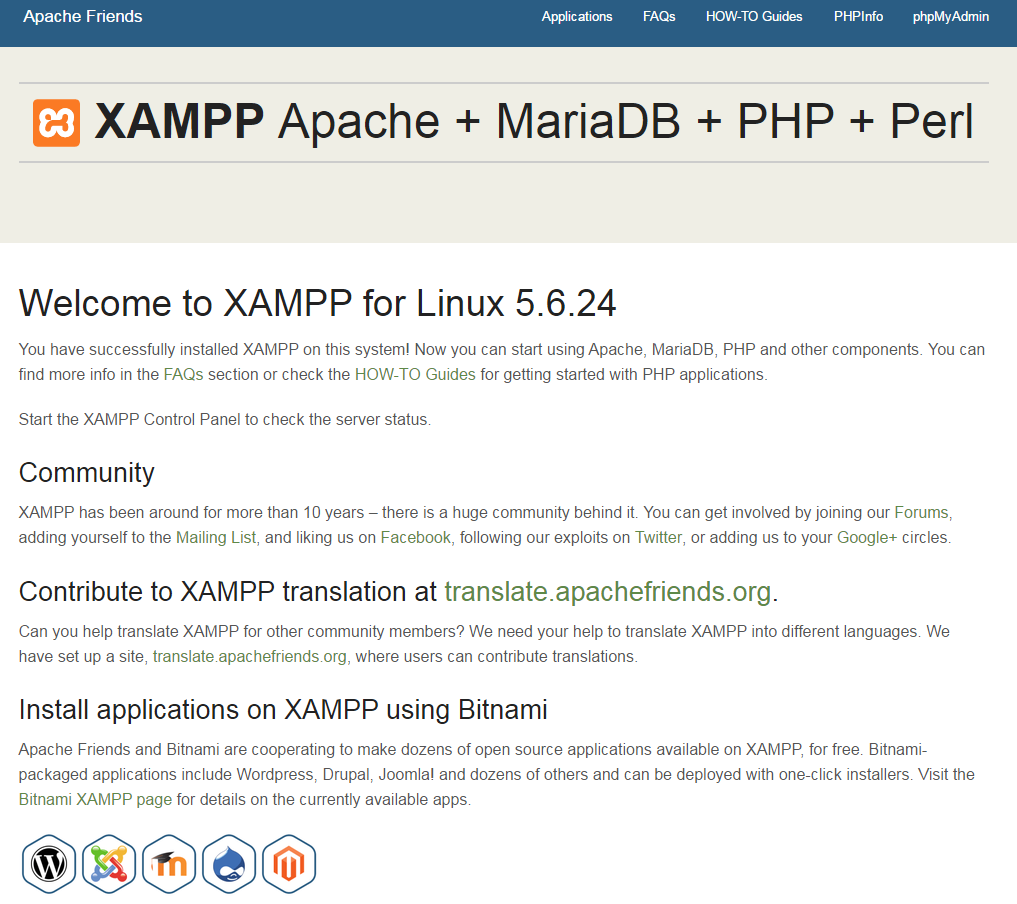 Apache Friends
Applications FAQs HOW-TO Guides PHPInfo phpMyAdmin
XAMPP Apache + MariaDB + PHP + Perl
Welcome to XAMPP for Linux 5.6.24
You have successfully installed XAMPP on this system! Now you can start using Apache, MariaDB, PHP and other components. You can
find more info in the FAQs section or check the HOW-TO Guides for getting started with PHP applications.
Start the XAMPP Control Panel to check the server status.
Community
XAMPP has been around for more than 10 years – there is a huge community behind it. You can get involved by joining our Forums,
adding yourself to the Mailing List, and liking us on Facebook, following our exploits on Twitter, or adding us to your Google+ circles.
Contribute to XAMPP translation at translate.apachefriends.org.
Can you help translate XAMPP for other community members? We need your help to translate XAMPP into different languages. We
have set up a site, translate.apachefriends.org, where users can contribute translations.
Install applications on XAMPP using Bitnami
Apache Friends and Bitnami are cooperating to make dozens of open source applications available on XAMPP, for free. Bitnami-
packaged applications include Wordpress, Drupal, Joomla! and dozens of others and can be deployed with one-click installers. Visit the
Bitnami XAMPP page for details on the currently available apps.